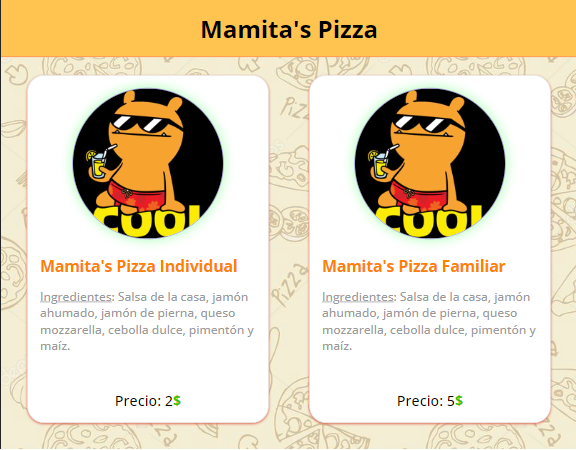 Mamita's Pizza
COOL
Mamita's Pizza Individual
Ingredientes: Salsa de la casa, jamón
ahumado, jamón de pierna, queso
mozzarella, cebolla dulce, pimentón y
maíz.
Precio: 2$
COOL
Mamita's Pizza Familiar
Ingredientes: Salsa de la casa, jamón
ahumado, jamón de pierna, queso
mozzarella, cebolla dulce, pimentón y
maíz.
Precio: 5$
Pizza
Pizza